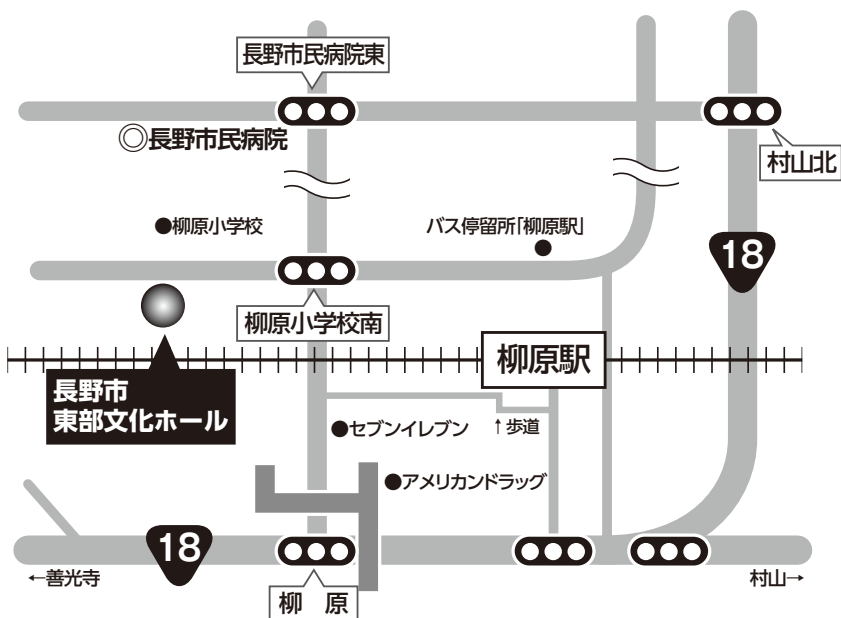 長野市民病院東
◎長野市民病院
村山北
●柳原小学校
バス停留所「柳原駅」
●
18
柳原小学校南
柳原駅
長野市
東部文化ホール
●セブンイレブン
↑歩道
●アメリカンドラッグ
18
←善光寺
村山→
柳　原